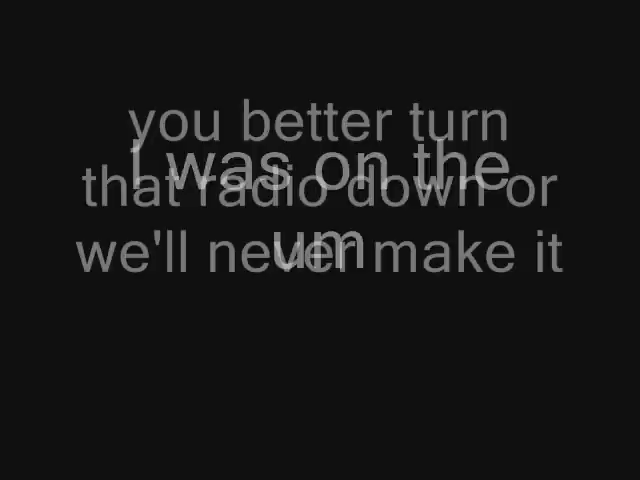 you better turn
I was on the
that radio down or
um
we'll never make it